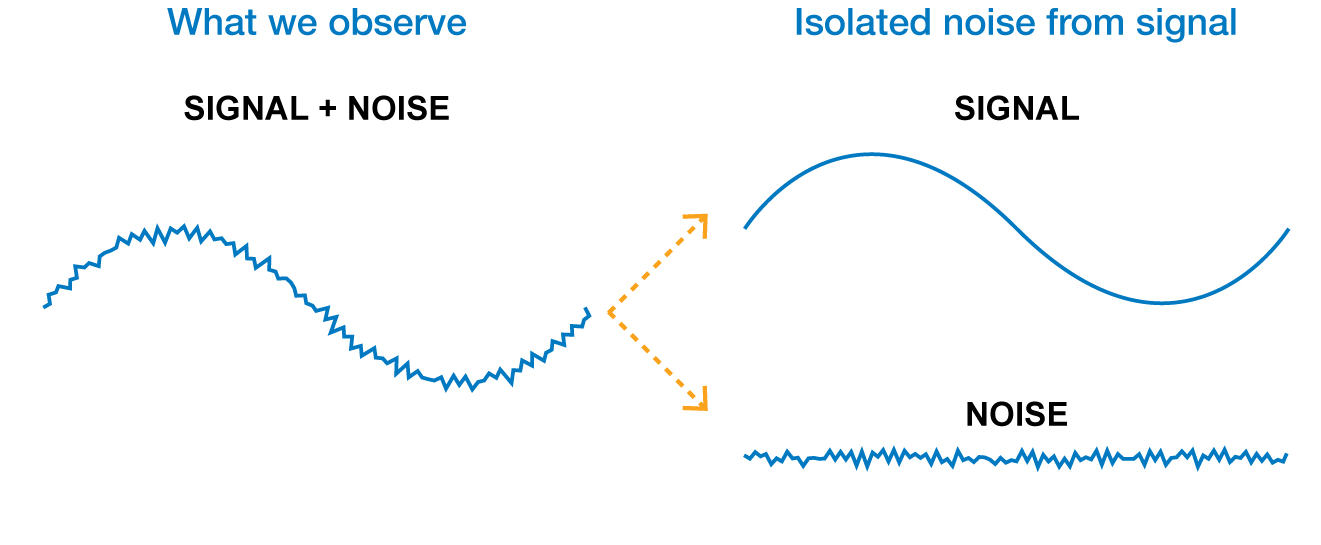 What we observe
Isolated noise from signal
SIGNAL + NOISE
SIGNAL
NOISE